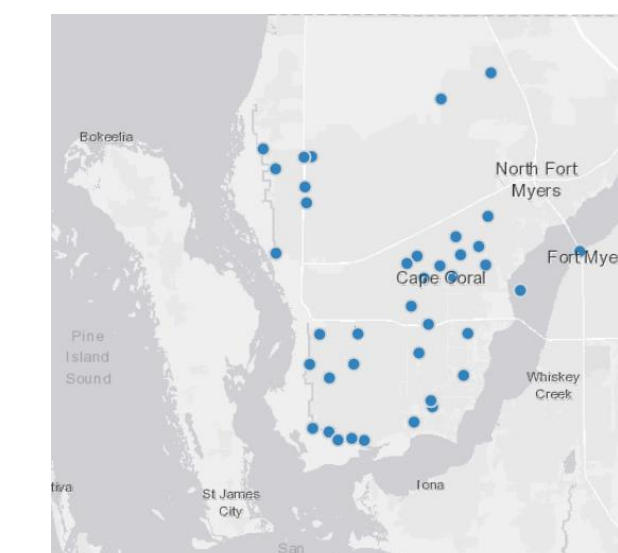 Bokeelia
North Fort
Myers
Fort Mye
Cape Coral
Pine
Island
Sound
Whiskey
Creek
tiva
St James
City
Iona
San